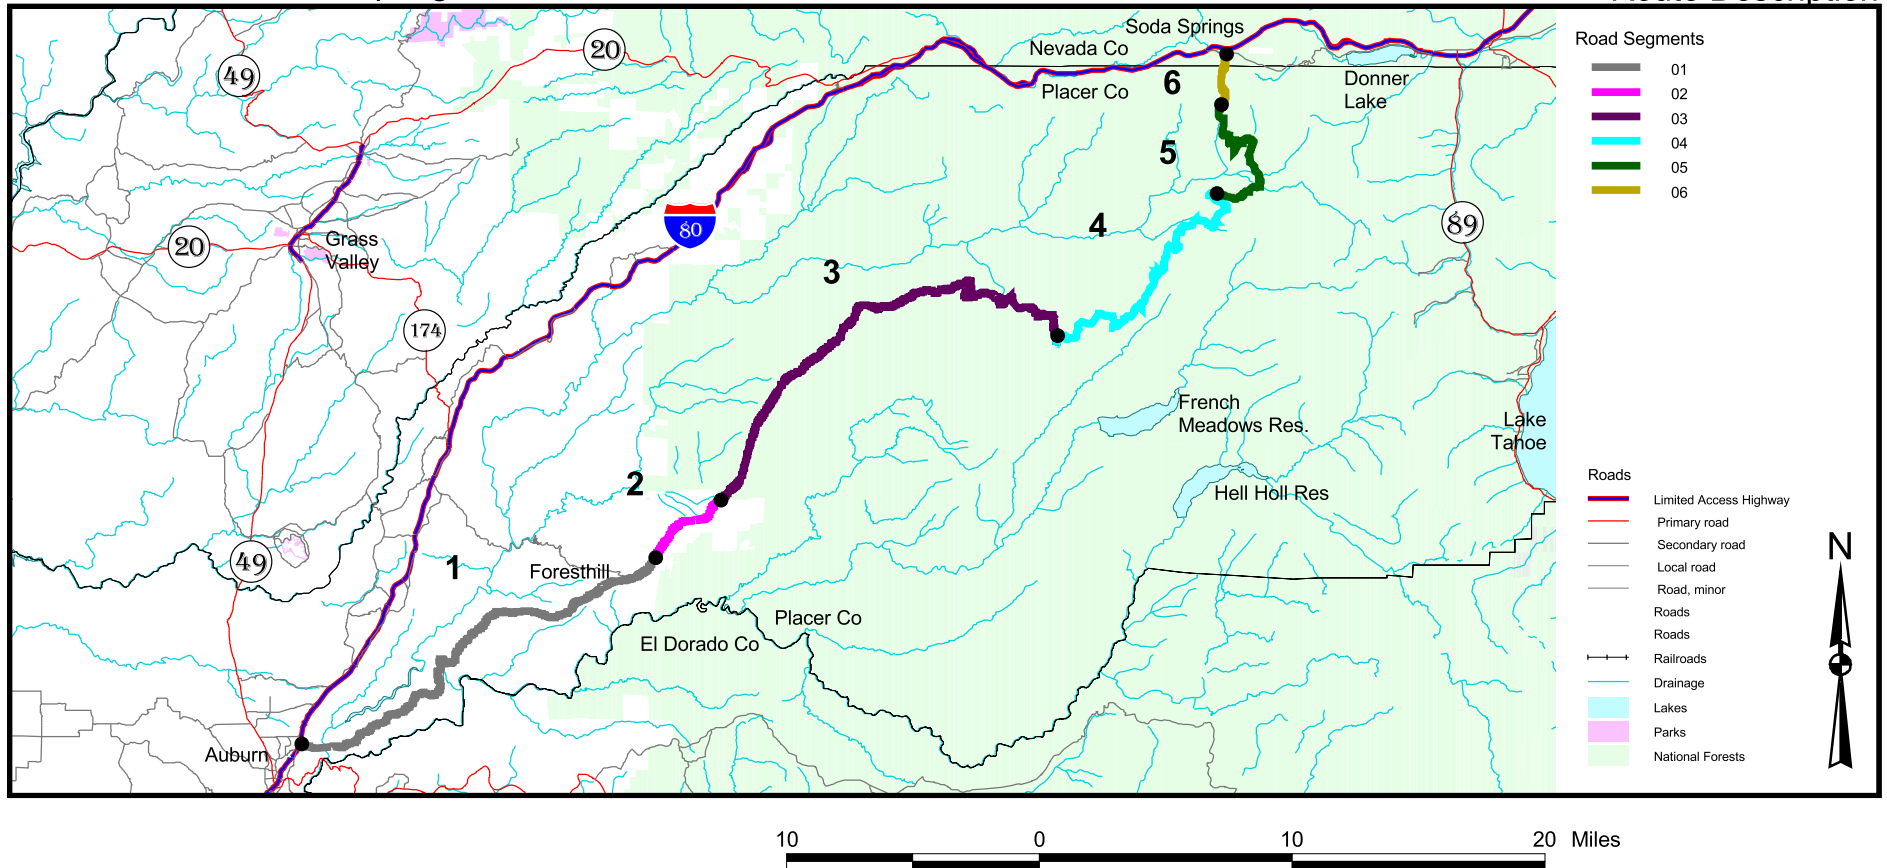 Route Description
Soda Springs
Nevada Co
Placer Co
Donner
Lake
Road Segments
01
02
03
04
05
06
49
20
6
5
4
3
89
80
20
Grass
Valley
174
French
Meadows Res.
Lake
Tahoe
Hell Holl Res
2
1
49
Foresthill
Placer Co
El Dorado Co
Auburn
Roads
Limited Access Highway
Primary road
Secondary road
Local road
Road, minor
Roads
Roads
Railroads
Drainage
Lakes
Parks
National Forests
N
10 0 10 20 Miles